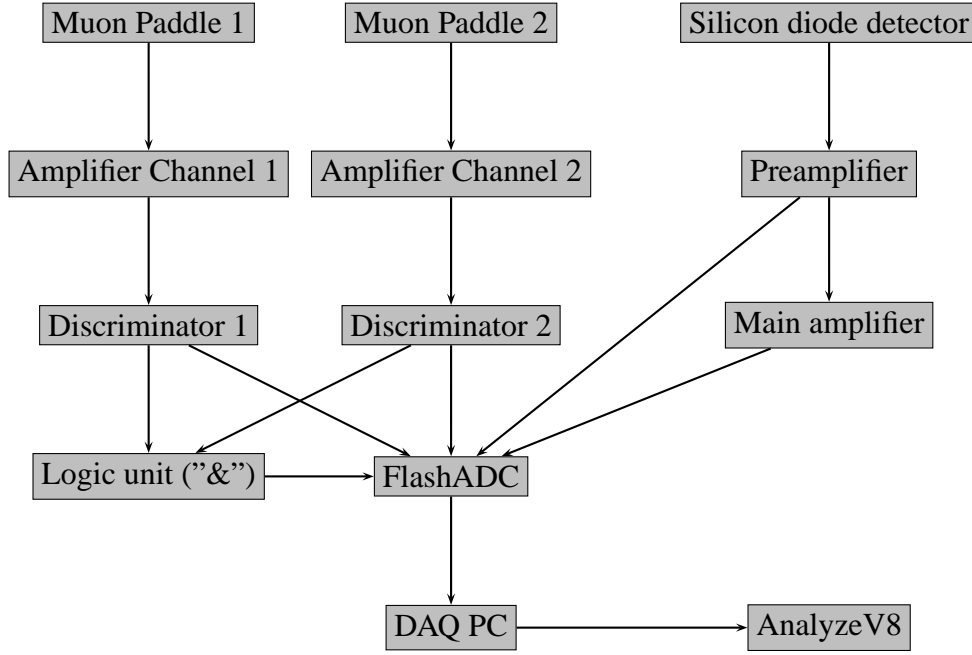 Muon Paddle 1
Muon Paddle 2
Silicon diode detector
Amplifier Channel 1
Amplifier Channel 2
Preamplifier
Discriminator 1
Discriminator 2
Main amplifier
Logic unit (”&”)
FlashADC
DAQ PC
AnalyzeV8